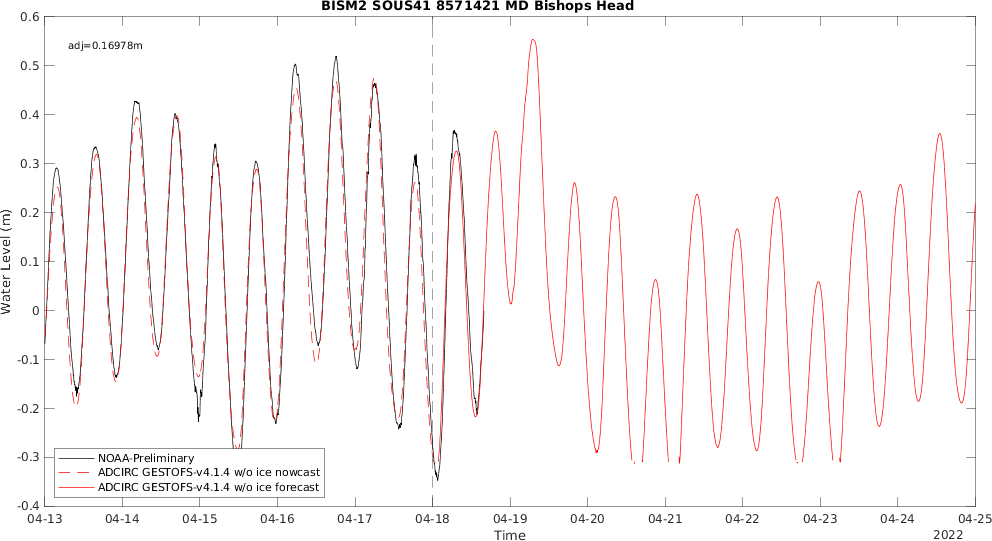 BISM2 SOUS41 8571421 MD Bishops Head
adj=0.16978m
0.6
0.5
0.4
0.3
0.2
0.1
0
-0.1
-0.2
-0.3
-0.4
Water Level (m)
NOAA-Preliminary
ADCIRC GESTOFS-v4.1.4 w/o ice nowcast
ADCIRC GESTOFS-v4.1.4 w/o ice forecast
04-13 04-14 04-15 04-16 04-17 04-18 04-19 04-20 04-21 04-22 04-23 04-24 04-25
Time
2022